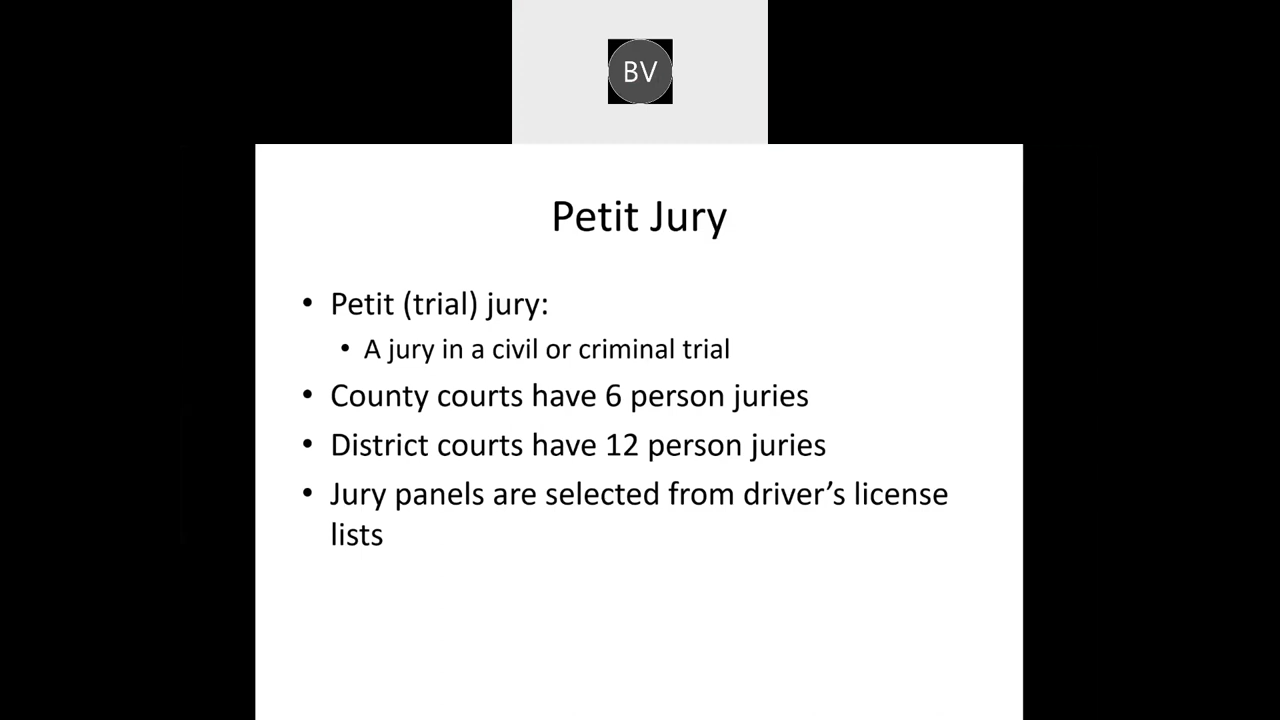 BV
Petit Jury
• Petit (trial) jury:
• A jury in a civil or criminal trial
• County courts have 6 person juries
• District courts have 12 person juries
• Jury panels are selected from driver’s license
lists